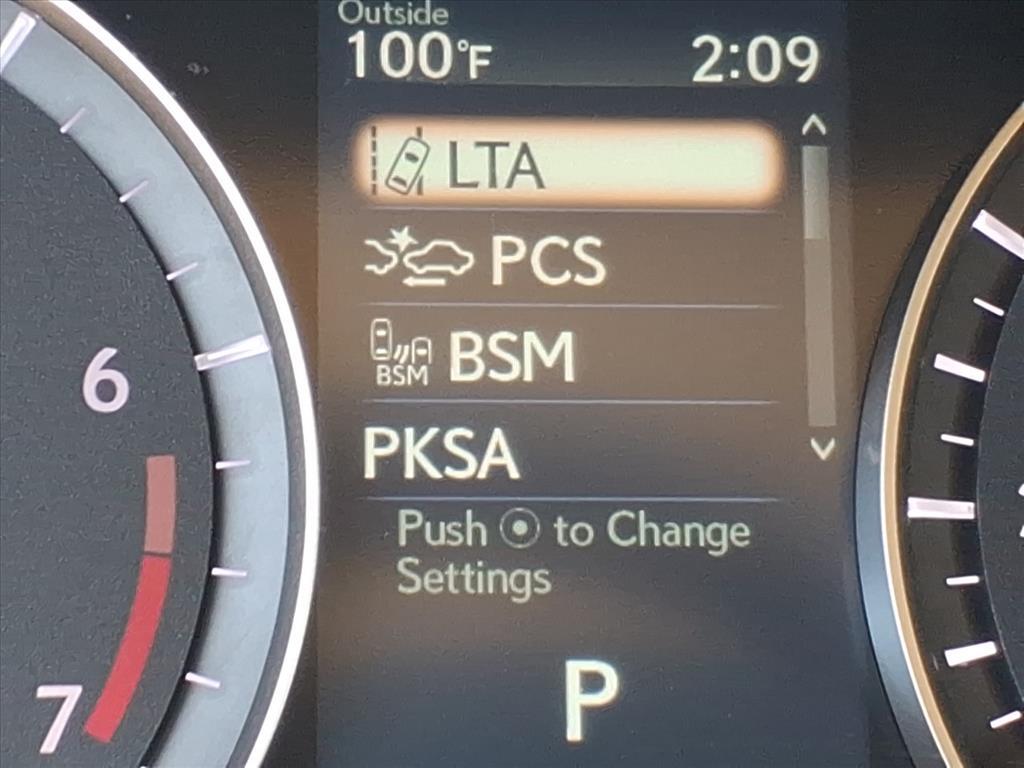 Outside
100°F 2:09
LTA
PCS
BSM BSM
PKSA
Push to Change
Settings
P
6
7